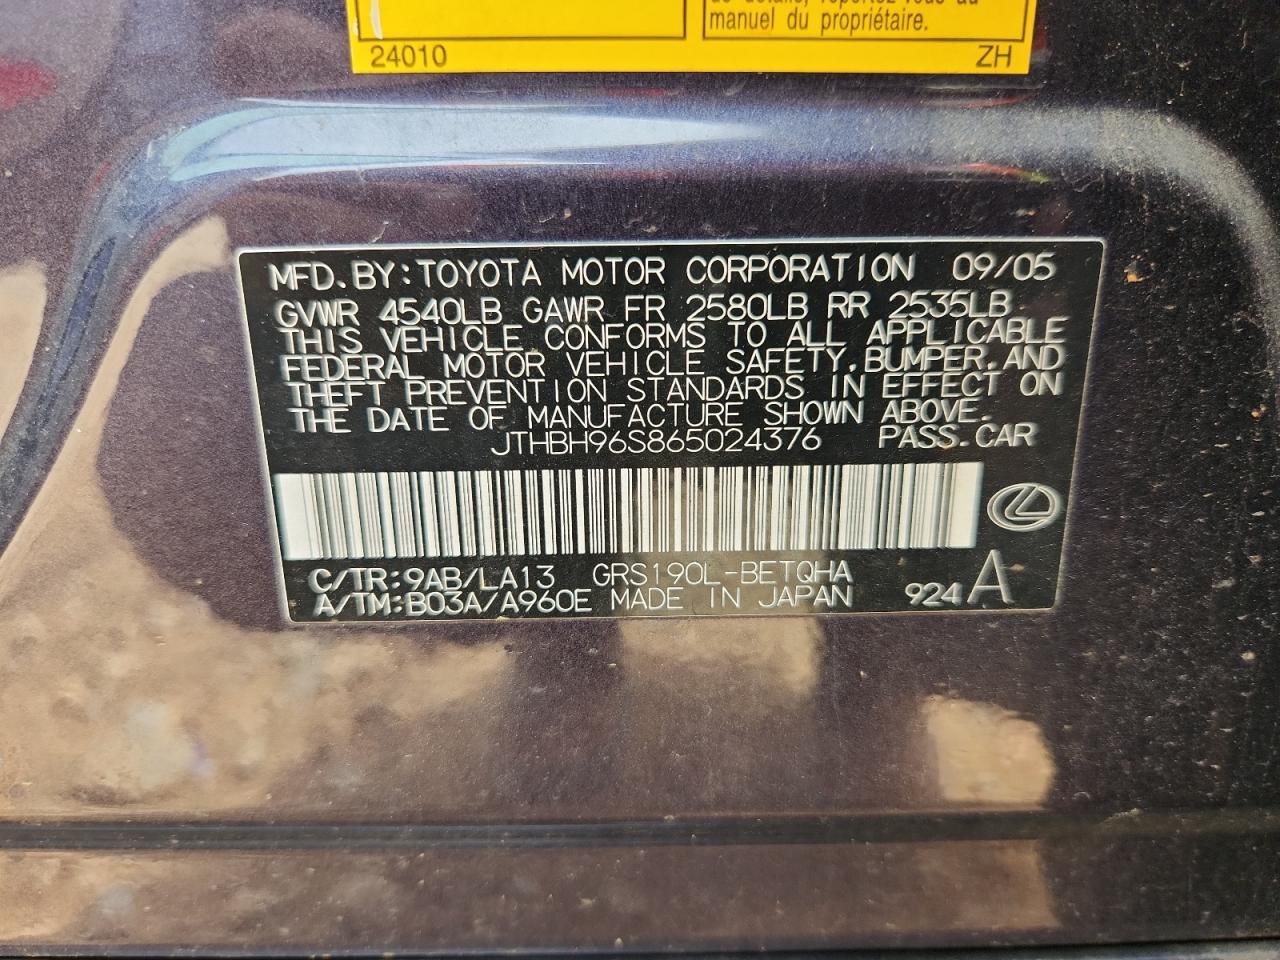 manuel du propriétaire.
24010
ZH
MFD.BY:TOYOTA MOTOR CORPORATION 09/05
GVWR 4540LB GAWR FR 2580LB RR 2535LB
THIS VEHICLE CONFORMS TO ALL APPLICABLE
FEDERAL MOTOR VEHICLE SAFETY,BUMPER,AND
THEFT PREVENTION STANDARDS IN EFFECT ON
THE DATE OF MANUFACTURE SHOWN ABOVE.
JTHBH96S865024376 PASS.CAR
C/TR:9AB/LA13 GRS190L-BETQHA
A/TM:B03A/A960E MADE IN JAPAN 924 A